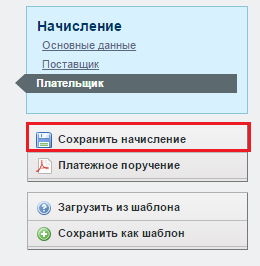 Начисление
Основные данные
Поставщик
Плательщик
Сохранить начисление
Платежное поручение
Загрузить из шаблона
Сохранить как шаблон